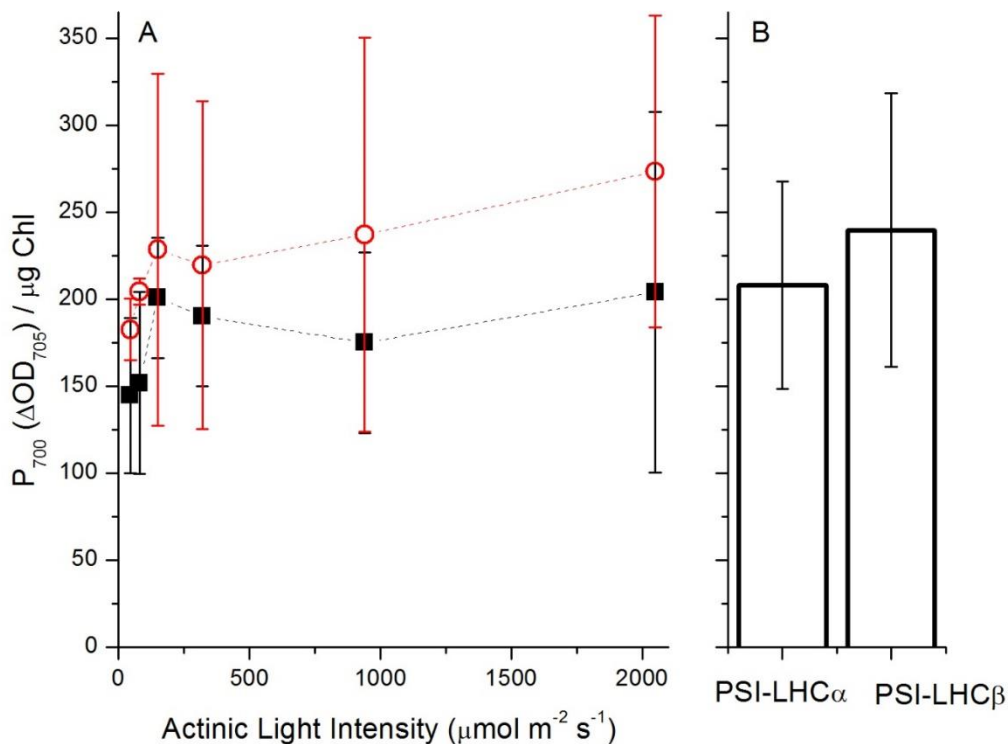 A
B
350
300
250
200
150
100
50
0
P700 (ΔOD705) / μg Chl
0 500 1000 1500 2000
PSI-LHCα PSI-LHCβ
Actinic Light Intensity (μmol m-2 s-1)